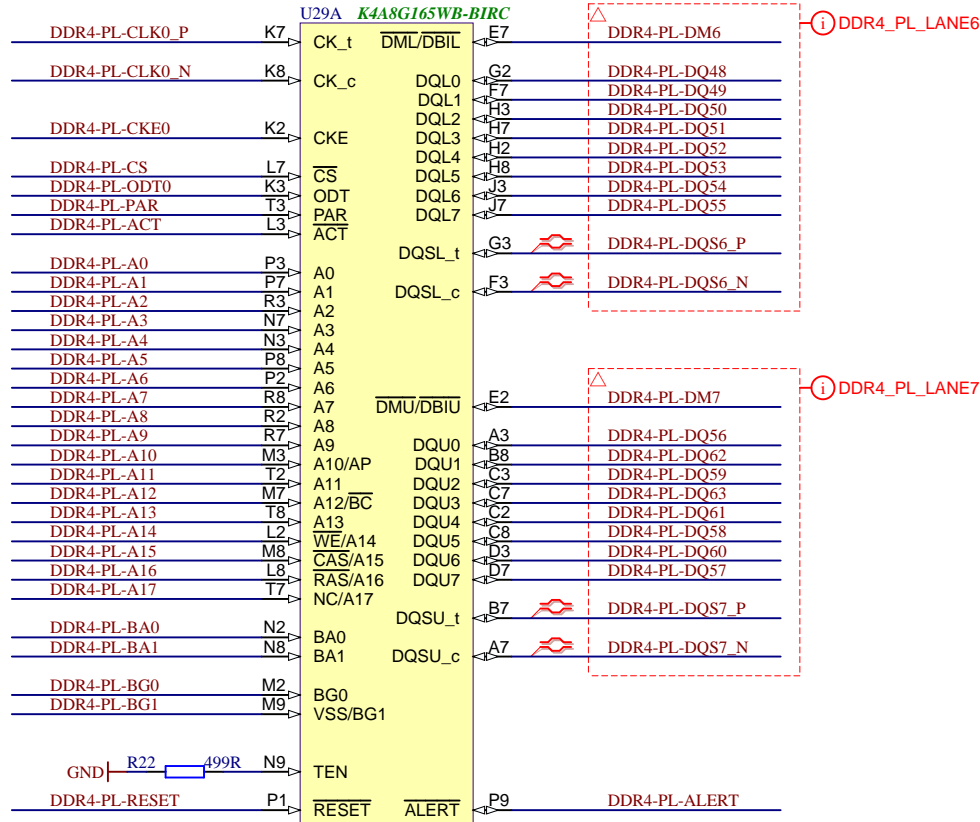 U29A K4A8G165WB-BIRC
DDR4-PL-CLK0_P K7 CK_t DML/DBIL E7 DDR4-PL-DM6 i DDR4_PL_LANE6
DDR4-PL-CLK0_N K8 CK_c DQL0 G2 DDR4-PL-DQ48
DQL1 F7 DDR4-PL-DQ49
DQL2 H3 DDR4-PL-DQ50
DDR4-PL-CKE0 K2 CKE DQL3 H7 DDR4-PL-DQ51
DQL4 H2 DDR4-PL-DQ52
DDR4-PL-CS L7 CS DQL5 H8 DDR4-PL-DQ53
DDR4-PL-ODT0 K3 ODT DQL6 J3 DDR4-PL-DQ54
DDR4-PL-PAR T3 PAR DQL7 J7 DDR4-PL-DQ55
DDR4-PL-ACT L3 ACT
DQSL_t G3 DDR4-PL-DQS6_P
DDR4-PL-A0 P3 A0
DDR4-PL-A1 P7 A1 DQSL_c F3 DDR4-PL-DQS6_N
DDR4-PL-A2 R3 A2
DDR4-PL-A3 N7 A3
DDR4-PL-A4 N3 A4
DDR4-PL-A5 P8 A5
DDR4-PL-A6 P2 A6 i DDR4_PL_LANE7
DDR4-PL-A7 R8 A7 DMU/DBIU E2 DDR4-PL-DM7
DDR4-PL-A8 R2 A8
DDR4-PL-A9 R7 A9 DQU0 A3 DDR4-PL-DQ56
DDR4-PL-A10 M3 A10/AP DQU1 B8 DDR4-PL-DQ62
DDR4-PL-A11 T2 A11 DQU2 C3 DDR4-PL-DQ59
DDR4-PL-A12 M7 A12/BC DQU3 C7 DDR4-PL-DQ63
DDR4-PL-A13 T8 A13 DQU4 C2 DDR4-PL-DQ61
DDR4-PL-A14 L2 WE/A14 DQU5 C8 DDR4-PL-DQ58
DDR4-PL-A15 M8 CAS/A15 DQU6 D3 DDR4-PL-DQ60
DDR4-PL-A16 L8 RAS/A16 DQU7 D7 DDR4-PL-DQ57
DDR4-PL-A17 T7 NC/A17
DQSU_t B7 DDR4-PL-DQS7_P
DDR4-PL-BA0 N2 BA0
DDR4-PL-BA1 N8 BA1 DQSU_c A7 DDR4-PL-DQS7_N
DDR4-PL-BG0 M2 BG0
DDR4-PL-BG1 M9 VSS/BG1
GND R22 499R N9 TEN
DDR4-PL-RESET P1 RESET ALERT P9 DDR4-PL-ALERT